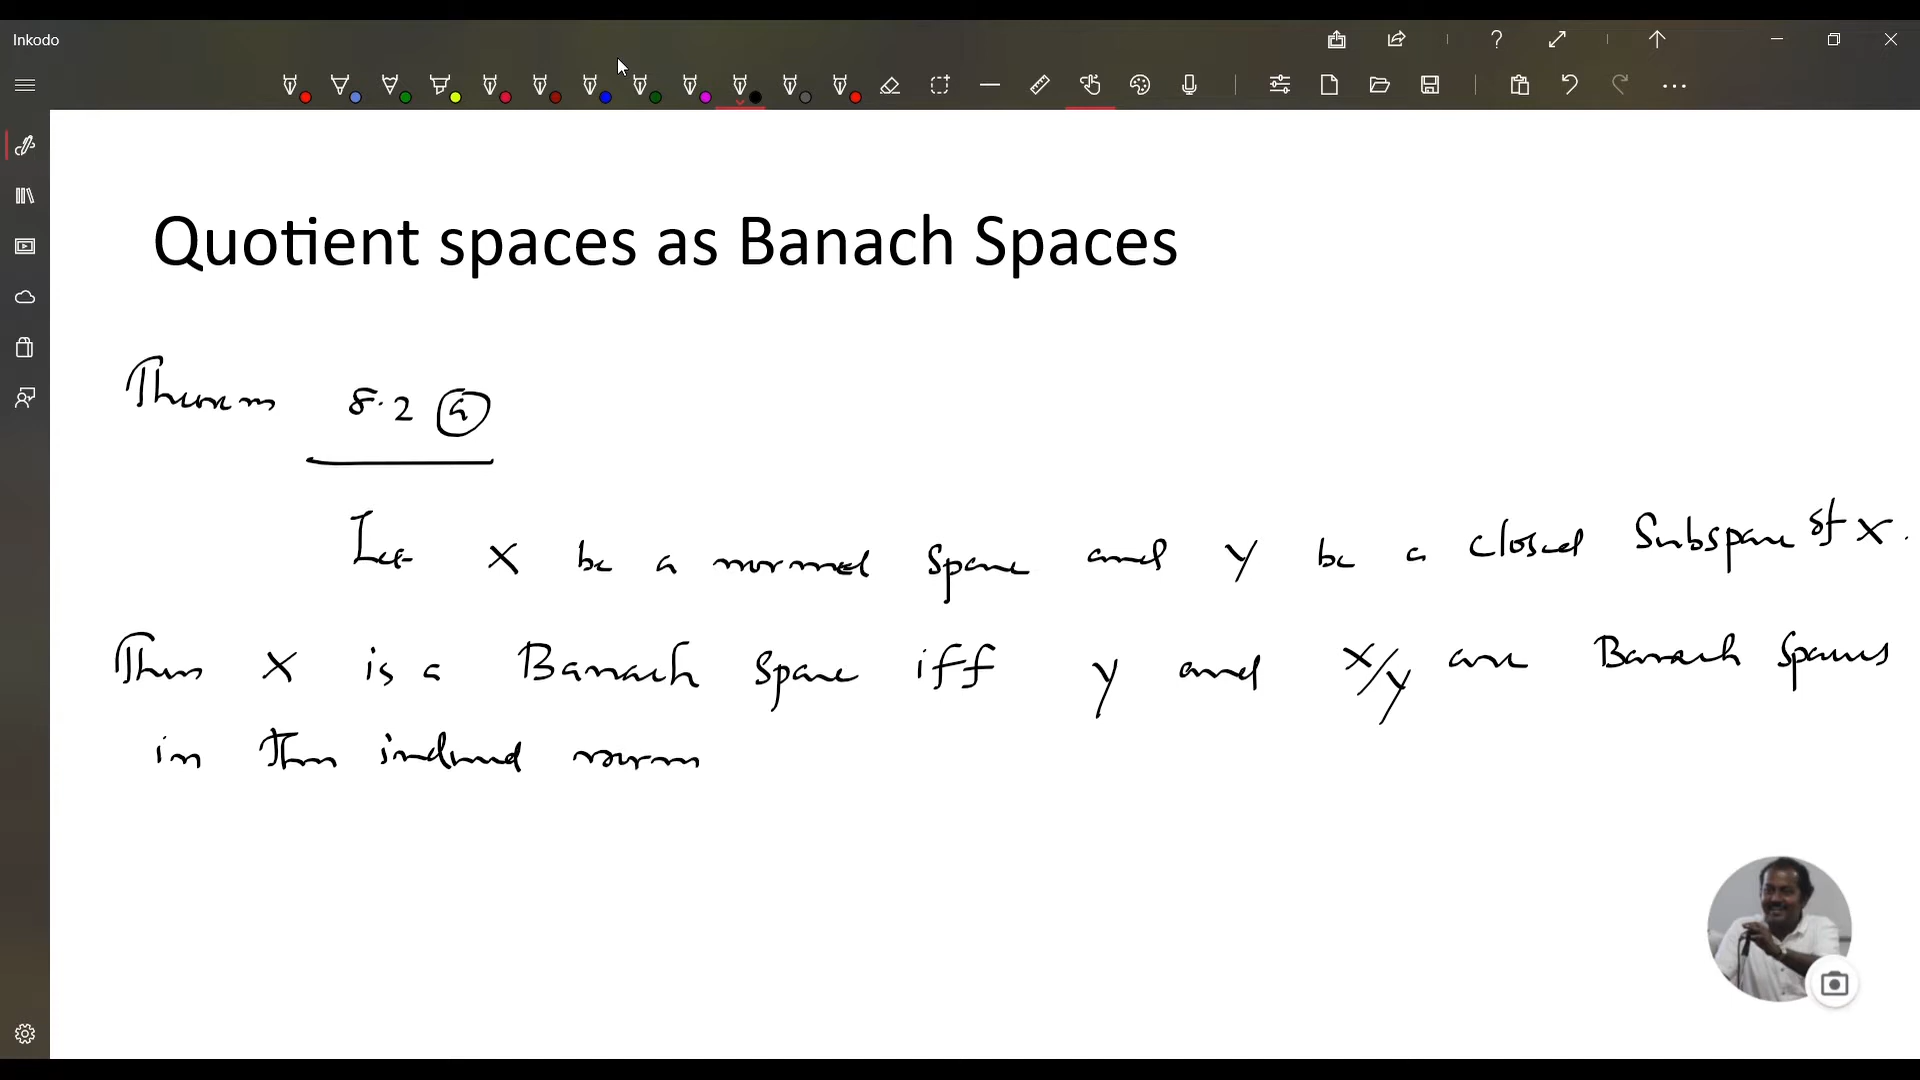 Inkodo
Quotient spaces as Banach Spaces
Theorem 8.2 (a)
Let X be a normed space and Y be a closed Subspace of X.
Then X is a Banach space iff Y and X/Y are Banach spaces
in the induced norm